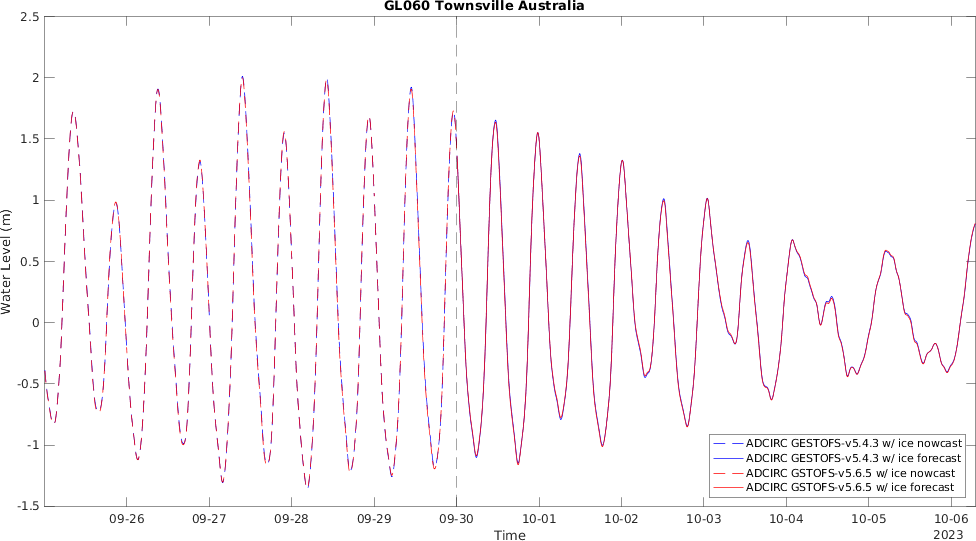 GL060 Townsville Australia
2.5
2
1.5
1
0.5
0
-0.5
-1
-1.5
Water Level (m)
ADCIRC GESTOFS-v5.4.3 w/ ice nowcast
ADCIRC GESTOFS-v5.4.3 w/ ice forecast
ADCIRC GSTOFS-v5.6.5 w/ ice nowcast
ADCIRC GSTOFS-v5.6.5 w/ ice forecast
09-26 09-27 09-28 09-29 09-30 10-01 10-02 10-03 10-04 10-05 10-06
Time 2023